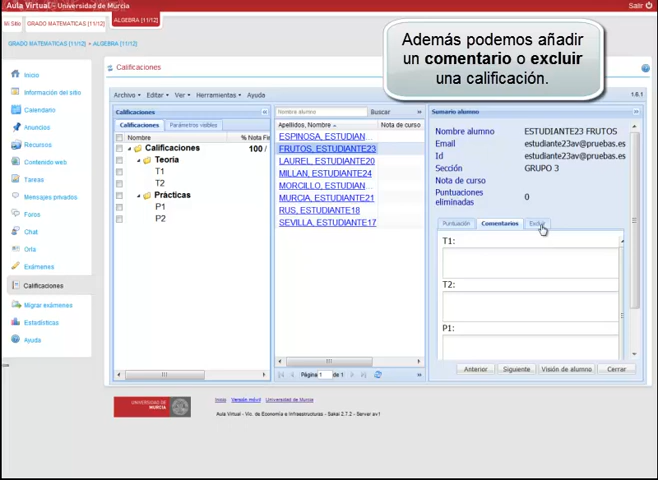 Aula Virtual - Universidad de Murcia
Salir
Mi Sitio
GRADO MATEMATICAS [11/12]
ALGEBRA [11/12]
GRADO MATEMATICAS [11/12] » ALGEBRA [11/12]
Además podemos añadir
un comentario o excluir
una calificación.
Inicio
Información del sitio
Calendario
Anuncios
Recursos
Contenido web
Tareas
Mensajes privados
Foros
Chat
Orla
Exámenes
Calificaciones
Migrar exámenes
Estadísticas
Ayuda
Calificaciones
Archivo Editar Ver Herramientas Ayuda
1.6.1
Calificaciones
Calificaciones Parámetros visibles
Nombre % Nota Fi
Calificaciones 100 /
Teoría
T1
T2
Prácticas
P1
P2
Nombre alumno Buscar
Apellidos, Nombre Nota de curso
ESPINOSA, ESTUDIAN...
FRUTOS, ESTUDIANTE23
LAUREL, ESTUDIANTE20
MILLAN, ESTUDIANTE24
MORCILLO, ESTUDIAN...
MURCIA, ESTUDIANTE21
RUS, ESTUDIANTE18
SEVILLA, ESTUDIANTE17
Página 1 de 1
Sumario alumno
Nombre alumno ESTUDIANTE23 FRUTOS
Email estudiante23av@pruebas.es
Id estudiante23av@pruebas.es
Sección GRUPO 3
Nota de curso
Puntuaciones
eliminadas 0
Puntuación Comentarios Excluir
T1:
T2:
P1:
Anterior Siguiente Visión de alumno Cerrar
UNIVERSIDAD DE
MURCIA
Inicio Versión móvil Universidad de Murcia
Aula Virtual - Vic. de Economía e Infraestructuras - Sakai 2.7.2 - Server av1